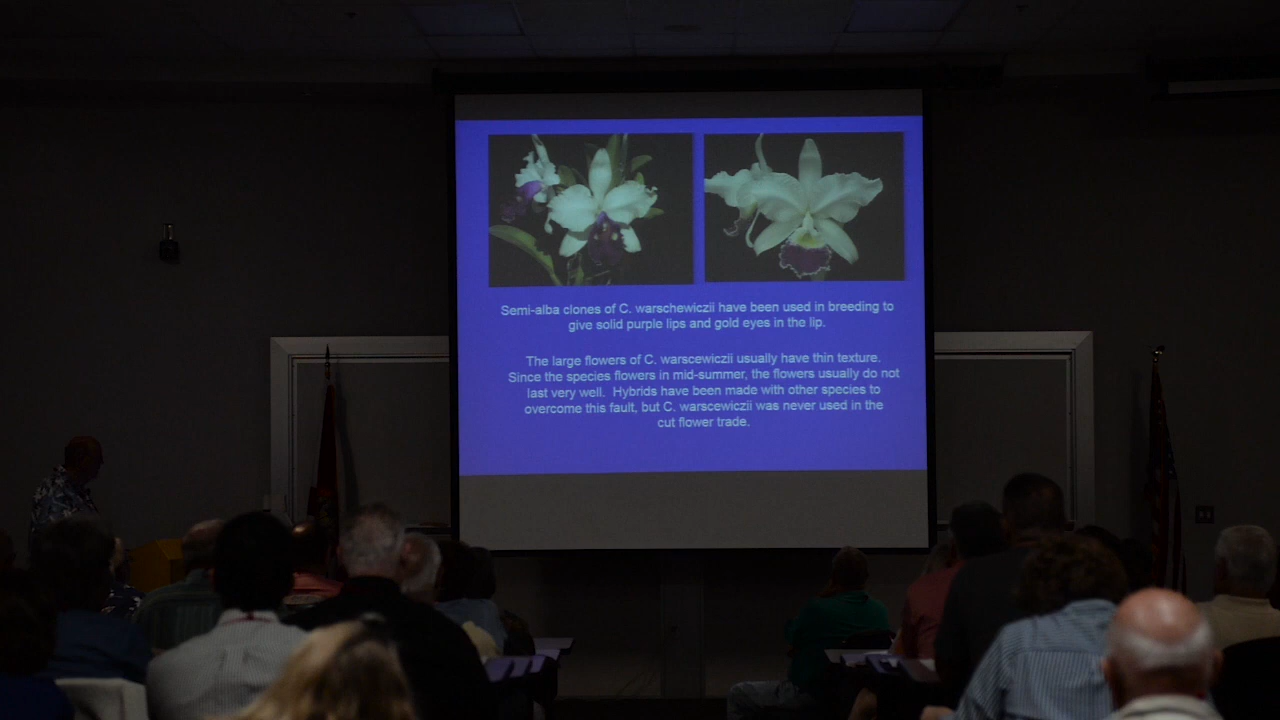 Semi-alba clones of C. warschewiczii have been used in breeding to
give solid purple lips and gold eyes in the lip.
The large flowers of C. warscewiczii usually have thin texture.
Since the species flowers in mid-summer, the flowers usually do not
last very well. Hybrids have been made with other species to
overcome this fault, but C. warscewiczii was never used in the
cut flower trade.